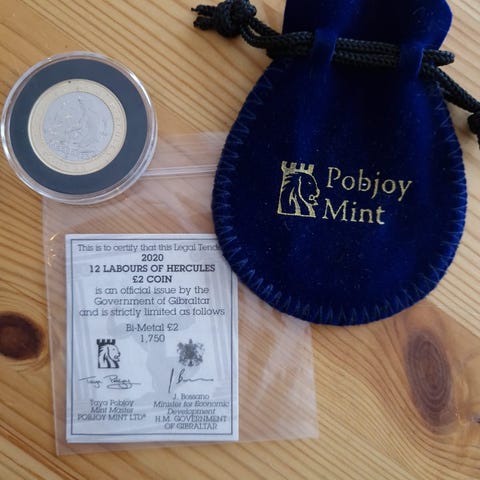 Pobjoy
Mint
This is to certify that this Legal Tender
2020
12 LABOURS OF HERCULES
£2 COIN
is an official issue by the
Government of Gibraltar
and is strictly limited as follows
Bi-Metal £2
1,750
Taya Pobjoy
Taya Pobjoy
Mint Master
POBJOY MINT LTD
J. Bossano
Minister for Economic
Development
H.M. GOVERNMENT
OF GIBRALTAR